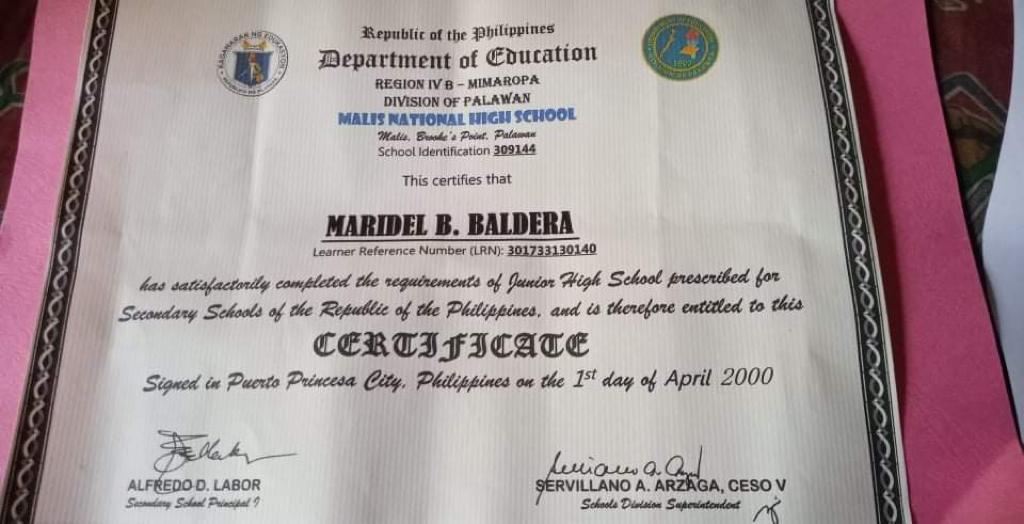 Republic of the Philippines
Department of Education
REGION IV B – MIMAROPA
DIVISION OF PALAWAN
MALIS NATIONAL HIGH SCHOOL
Malis, Brooke's Point, Palawan
School Identification 309144
This certifies that
MARIDEL B. BALDERA
Learner Reference Number (LRN): 301733130140
has satisfactorily completed the requirements of Junior High School prescribed for
Secondary Schools of the Republic of the Philippines, and is therefore entitled to this
CERTIFICATE
Signed in Puerto Princesa City, Philippines on the 1st day of April 2000
ALFREDO D. LABOR
Secondary School Principal I
SERVILLANO A. ARZAGA, CESO V
Schools Division Superintendent